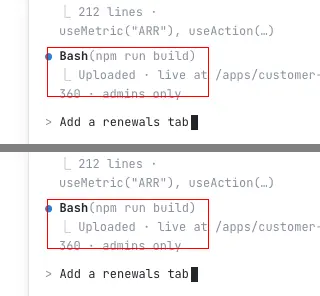 ⎿ 212 lines ·
useMetric("ARR"), useAction(…)
● Bash(npm run build)
⎿ Uploaded · live at /apps/customer-
360 · admins only
> Add a renewals tab
⎿ 212 lines ·
useMetric("ARR"), useAction(…)
● Bash(npm run build)
⎿ Uploaded · live at /apps/customer-
360 · admins only
> Add a renewals tab